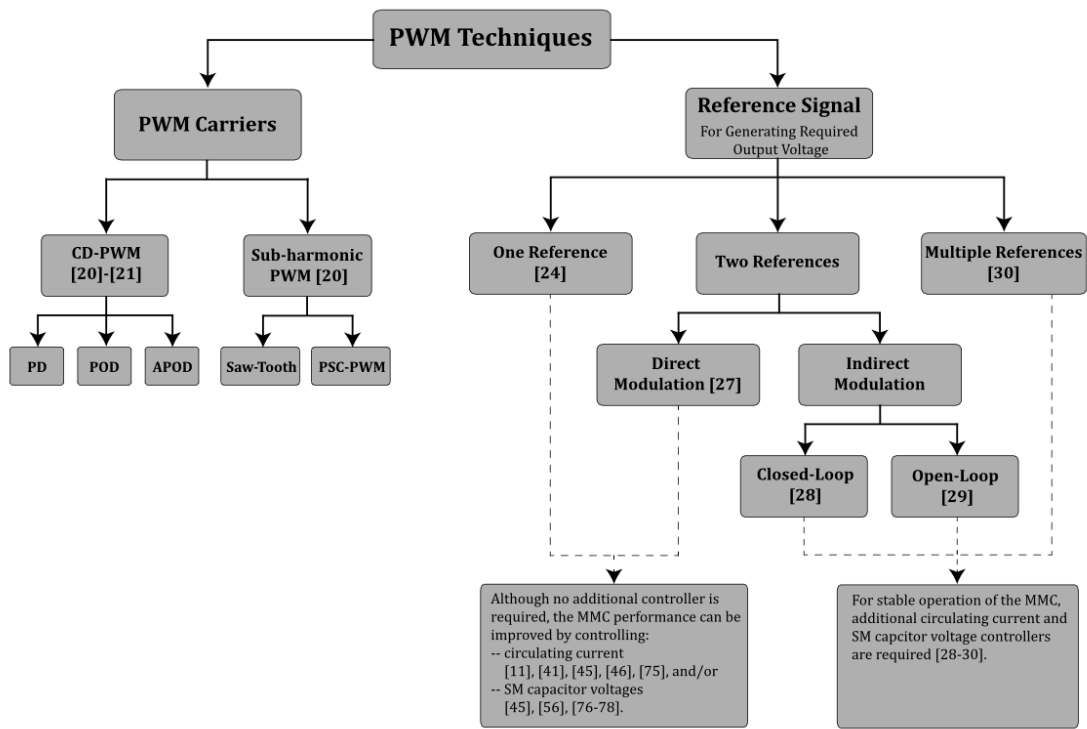 PWM Techniques
PWM Carriers
Reference Signal
For Generating Required
Output Voltage
CD-PWM
[20]-[21]
Sub-harmonic
PWM [20]
One Reference
[24]
Two References
Multiple References
[30]
PD
POD
APOD
Saw-Tooth
PSC-PWM
Direct
Modulation [27]
Indirect
Modulation
Closed-Loop
[28]
Open-Loop
[29]
Although no additional controller is
required, the MMC performance can be
improved by controlling:
-- circulating current
[11], [41], [45], [46], [75], and/or
-- SM capacitor voltages
[45], [56], [76-78].
For stable operation of the MMC,
additional circulating current and
SM capcitor voltage controllers
are required [28-30].